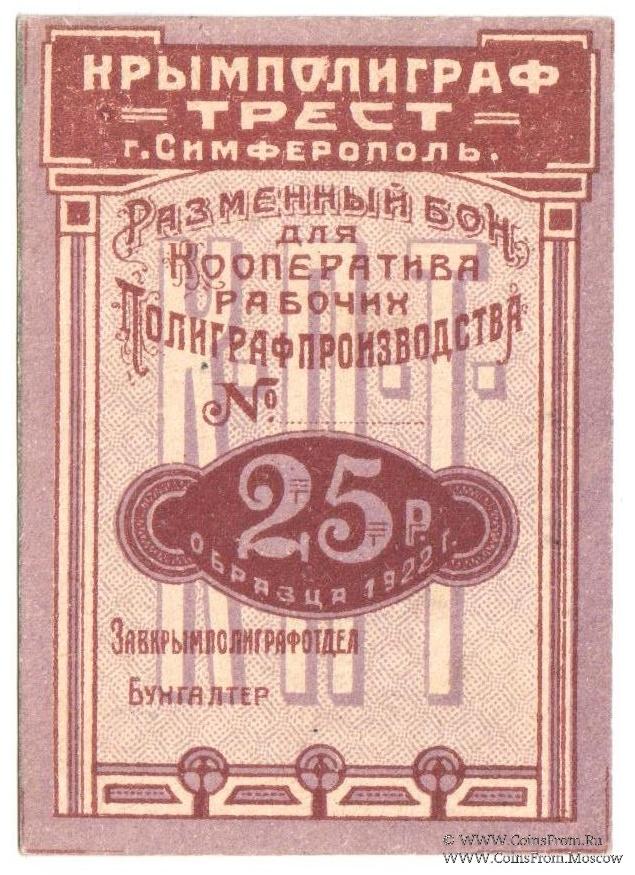 КРЫМПОЛИГРАФ
ТРЕСТ
г. СИМФЕРОПОЛЬ.
РАЗМЕННЫЙ БОН
ДЛЯ
КООПЕРАТИВА
РАБОЧИХ
ПОЛИГРАФПРОИЗВОДСТВА
К.П.Т.
№
25 Р.
ОБРАЗЦА 1922 г.
ЗАВКРЫМПОЛИГРАФОТДЕЛ
БУХГАЛТЕР
К.П.Т
© WWW.CoinsFrom.Ru
www.CoinsFrom.Moscow